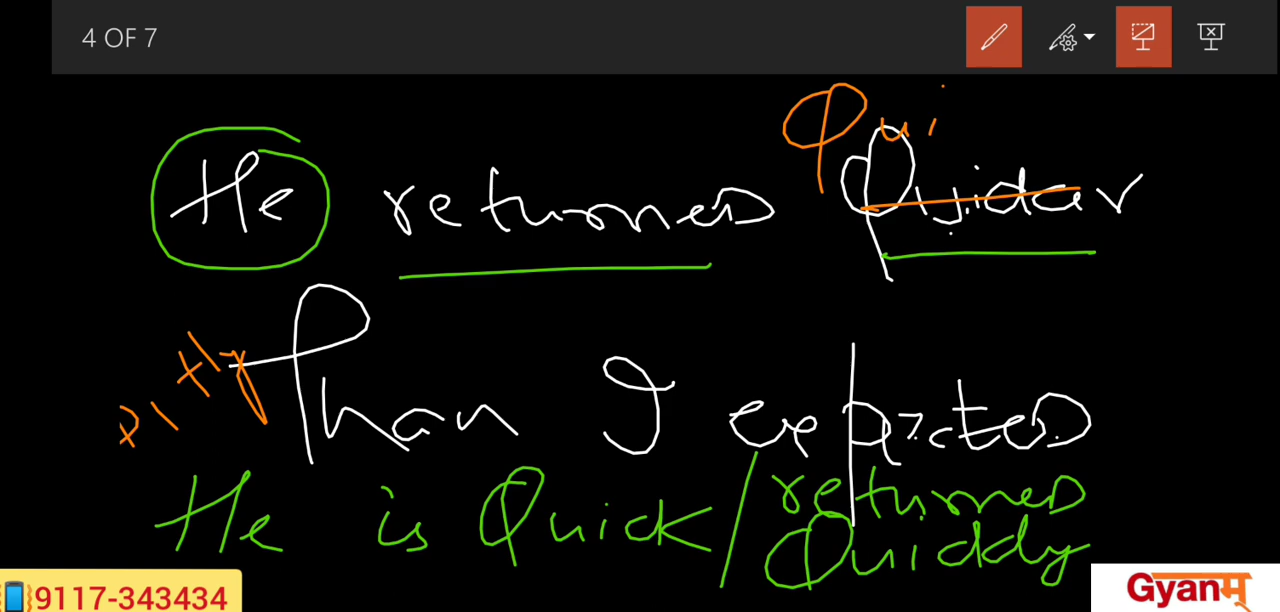 4 OF 7
Qui
He returned Quicker
Than I expected
He is Quick / returned
Quickly
9117-343434
Gyanम